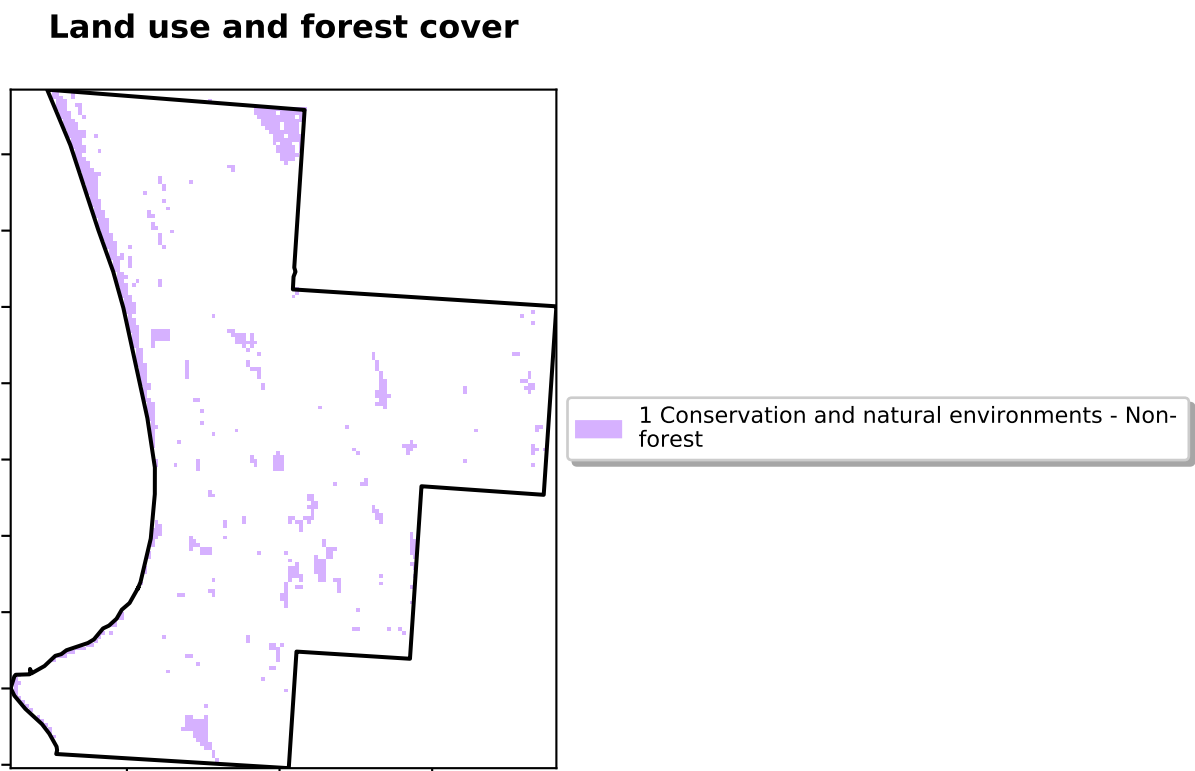 Land use and forest cover
1 Conservation and natural environments - Non-
forest